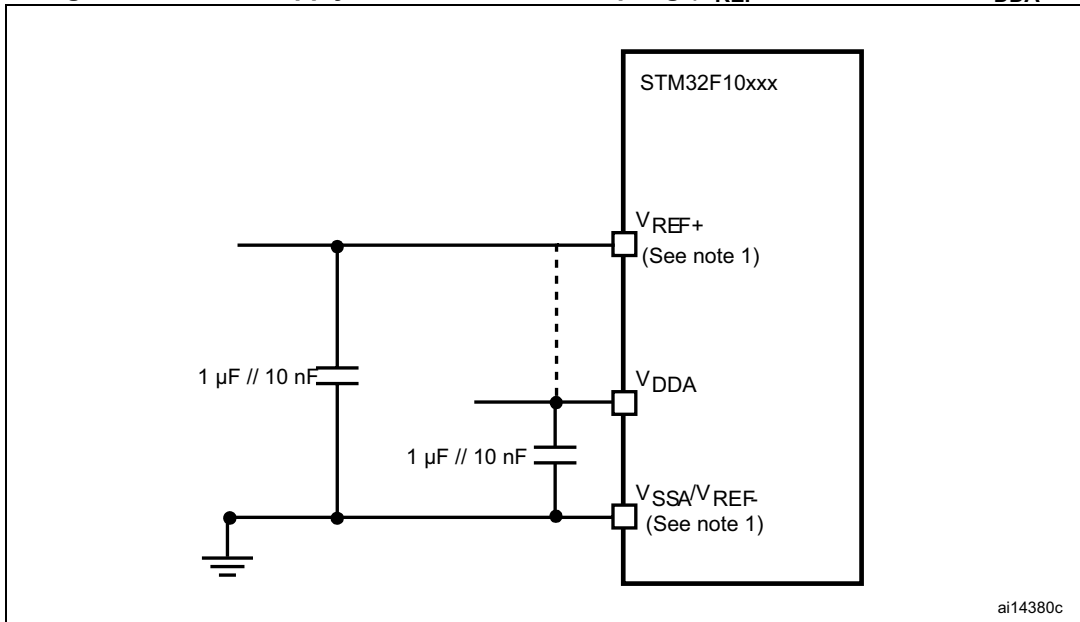 STM32F10xxx
VREF+
(See note 1)
1 µF // 10 nF
VDDA
1 µF // 10 nF
VSSA/VREF-
(See note 1)
ai14380c